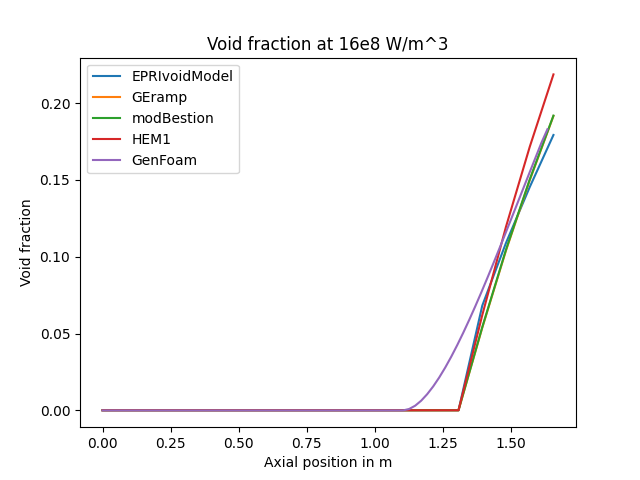 Void fraction at 16e8 W/m^3
EPRIvoidModel
GEramp
modBestion
HEM1
GenFoam
Void fraction
0.20
0.15
0.10
0.05
0.00
0.00 0.25 0.50 0.75 1.00 1.25 1.50
Axial position in m